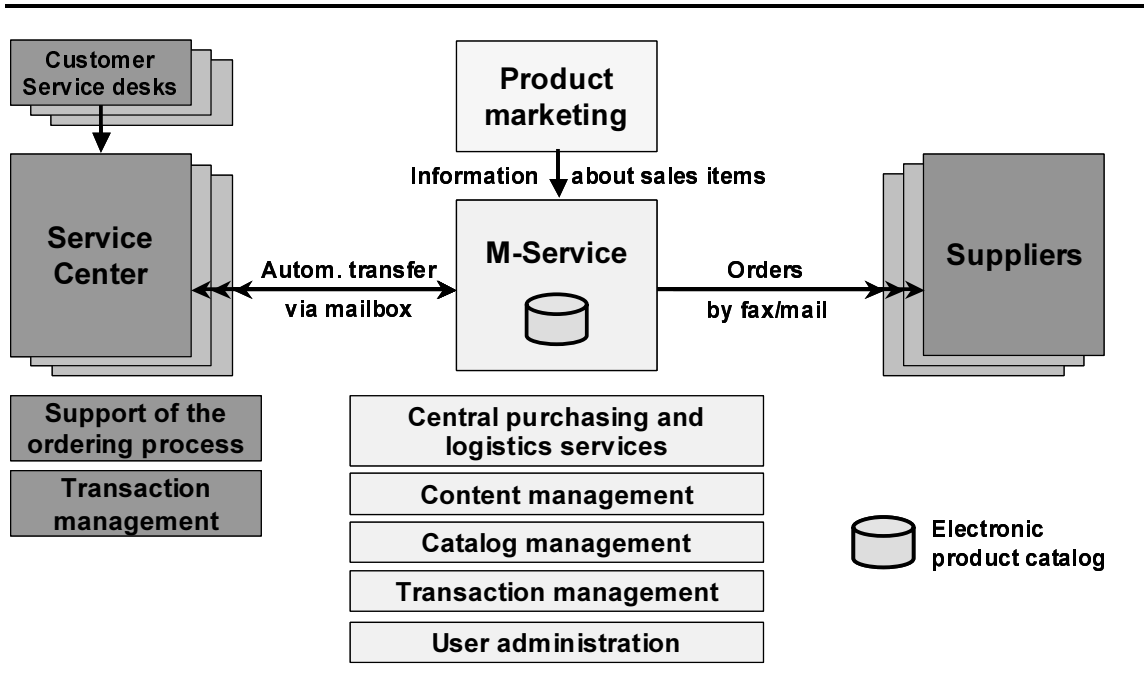 Customer
Service desks
Product
marketing
Information about sales items
Service
Center
Autom. transfer
via mailbox
M-Service
Orders
by fax/mail
Suppliers
Support of the
ordering process
Transaction
management
Central purchasing and
logistics services
Content management
Catalog management
Transaction management
User administration
Electronic
product catalog